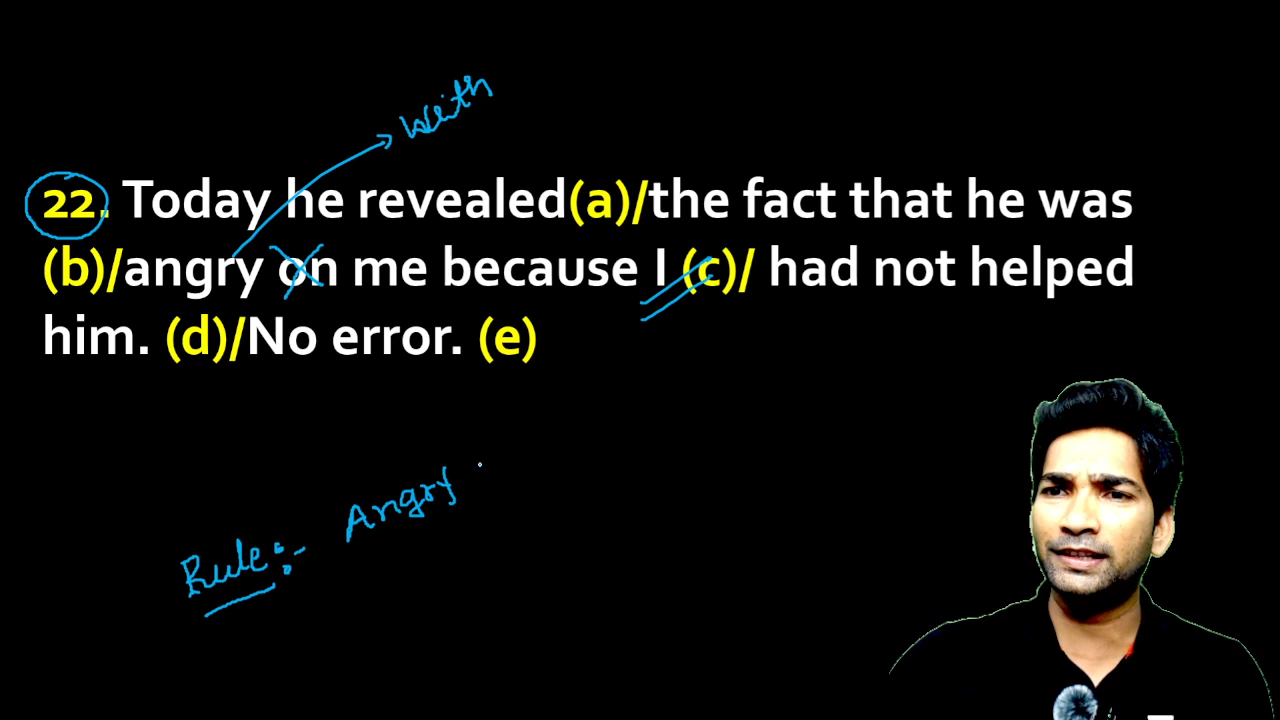 with
22. Today he revealed(a)/the fact that he was
(b)/angry on me because I (c)/ had not helped
him. (d)/No error. (e)
Rule:- Angry